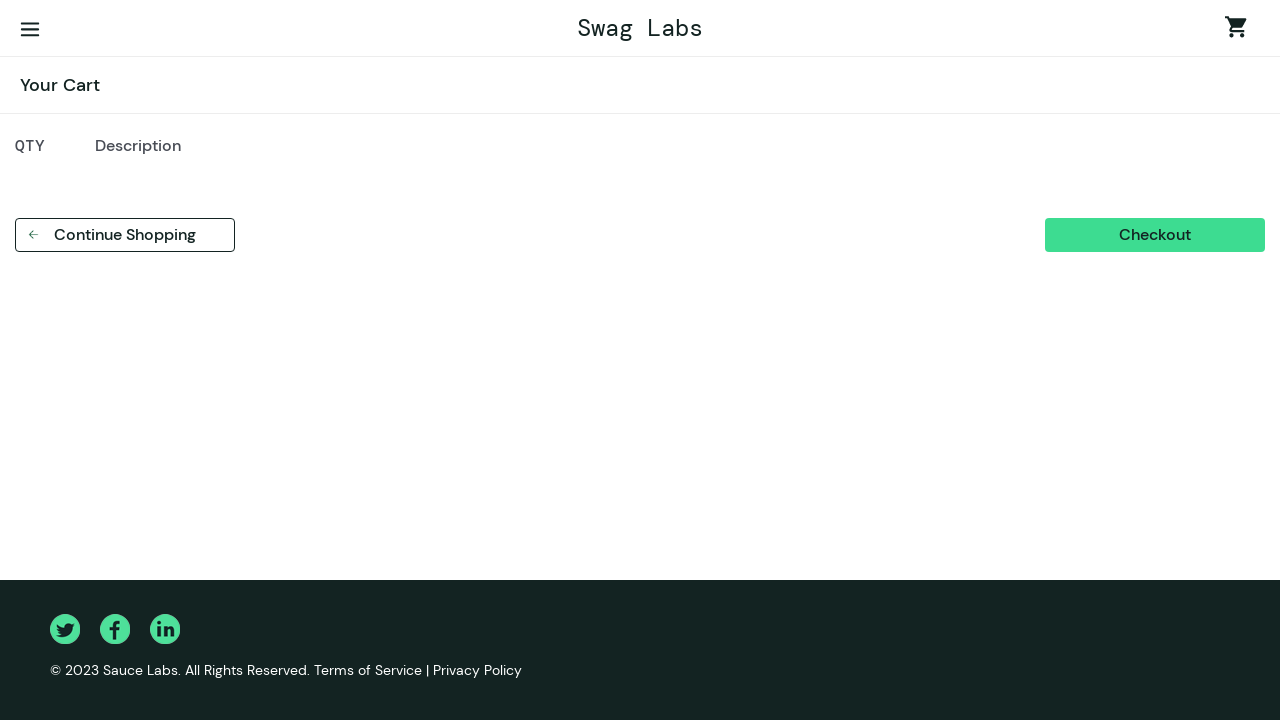 Swag Labs
Your Cart
QTY Description
Continue Shopping Checkout
© 2023 Sauce Labs. All Rights Reserved. Terms of Service | Privacy Policy